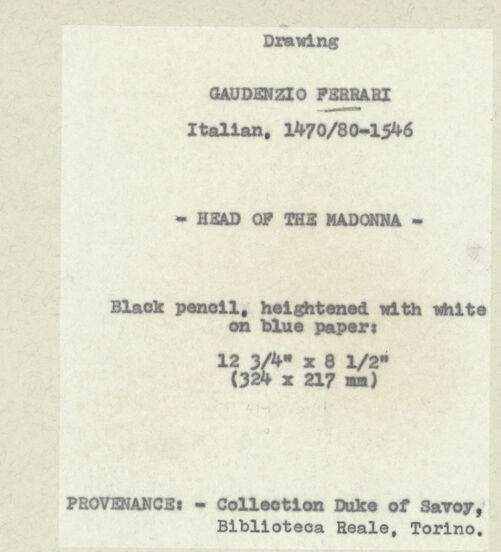 Drawing
GAUDENZIO FERRARI
Italian, 1470/80-1546
- HEAD OF THE MADONNA -
Black pencil, heightened with white
on blue paper:
12 3/4" x 8 1/2"
(324 x 217 mm)
PROVENANCE: - Collection Duke of Savoy,
Biblioteca Reale, Torino.